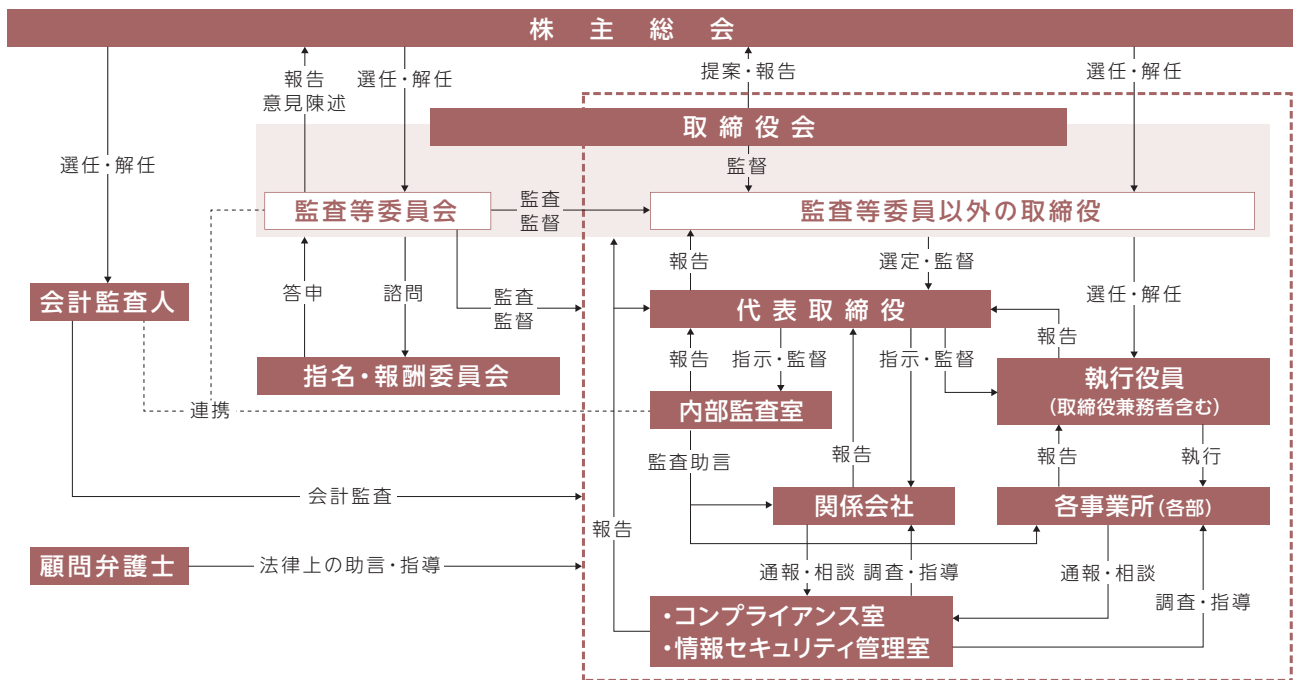 株主総会
報告
意見陳述
選任・解任
提案・報告
選任・解任
取締役会
選任・解任
監督
監査等委員会
監査
監督
監査等委員以外の取締役
報告
選定・監督
答申
諮問
監査
監督
選任・解任
会計監査人
代表取締役
報告
報告
指示・監督
指示・監督
指名・報酬委員会
執行役員
(取締役兼務者含む)
連携
内部監査室
監査助言
報告
報告
執行
会計監査
関係会社
各事業所(各部)
報告
顧問弁護士
法律上の助言・指導
通報・相談
調査・指導
通報・相談
調査・指導
・コンプライアンス室
・情報セキュリティ管理室